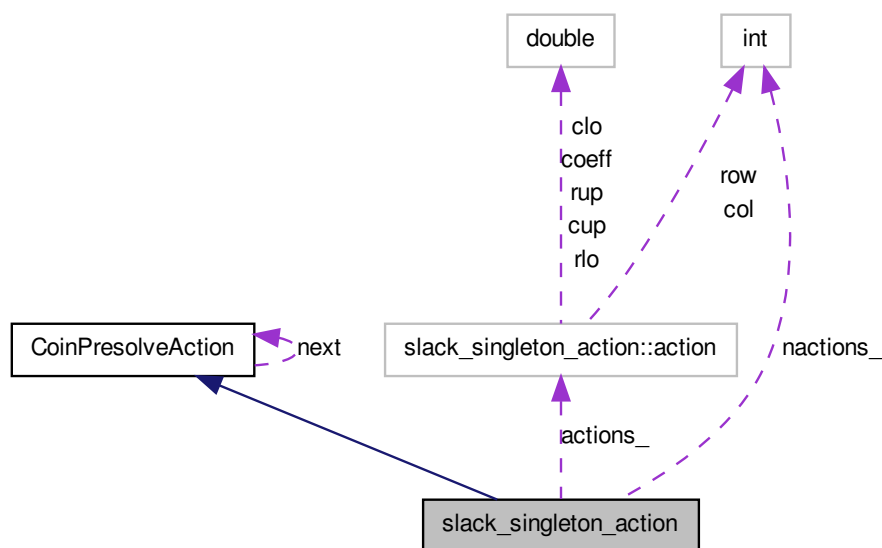 double
int
clo
coeff
rup
cup
rlo
row
col
CoinPresolveAction
next
slack_singleton_action::action
nactions_
actions_
slack_singleton_action